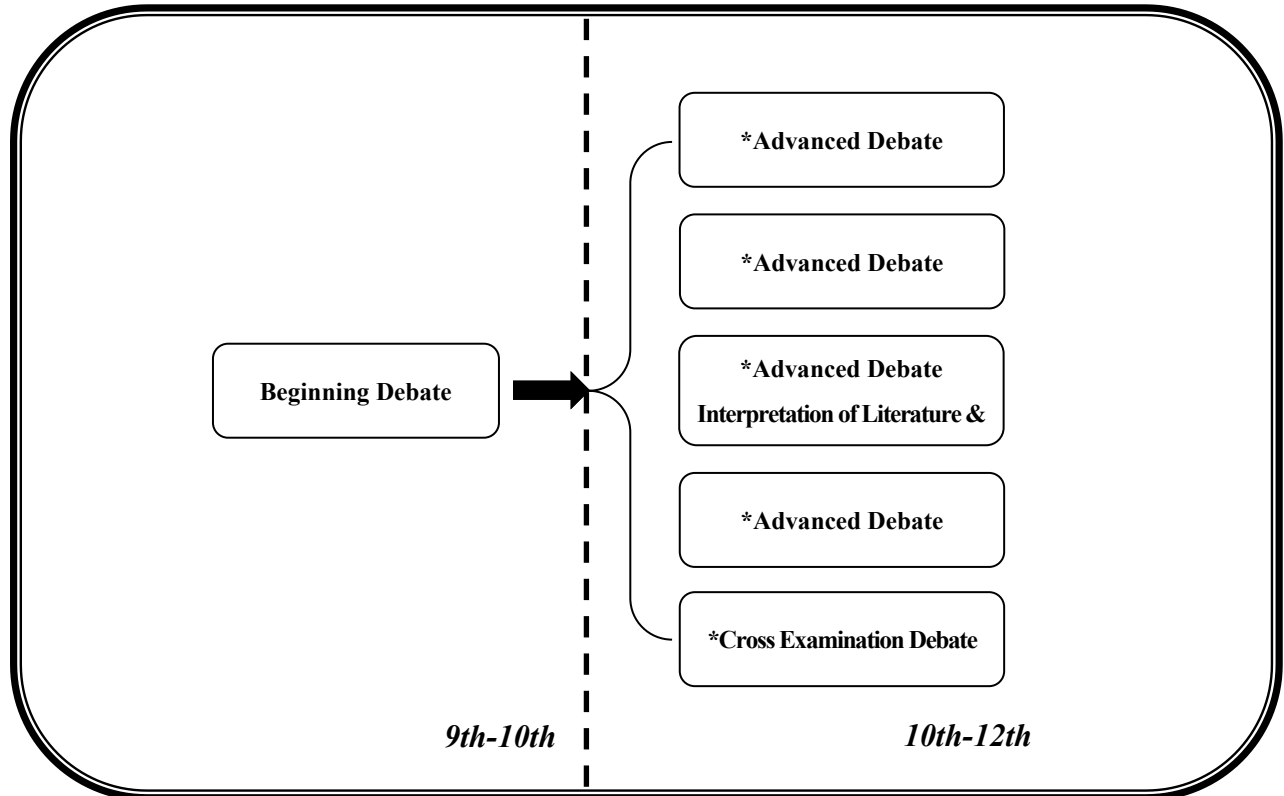 *Advanced Debate
*Advanced Debate
Beginning Debate
*Advanced Debate
Interpretation of Literature &
*Advanced Debate
*Cross Examination Debate
9th-10th
10th-12th